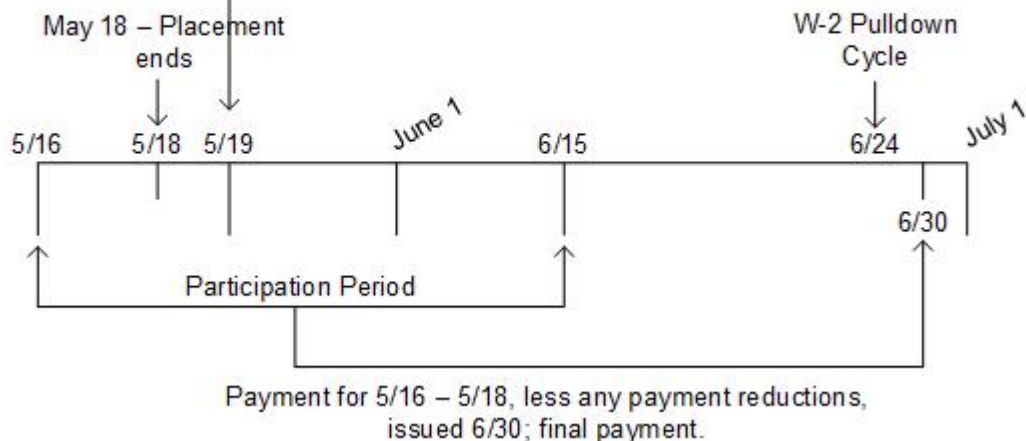 May 18 – Placement
ends
W-2 Pulldown
Cycle
5/16
5/18
5/19
June 1
6/15
6/24
July 1
6/30
Participation Period
Payment for 5/16 – 5/18, less any payment reductions,
issued 6/30; final payment.